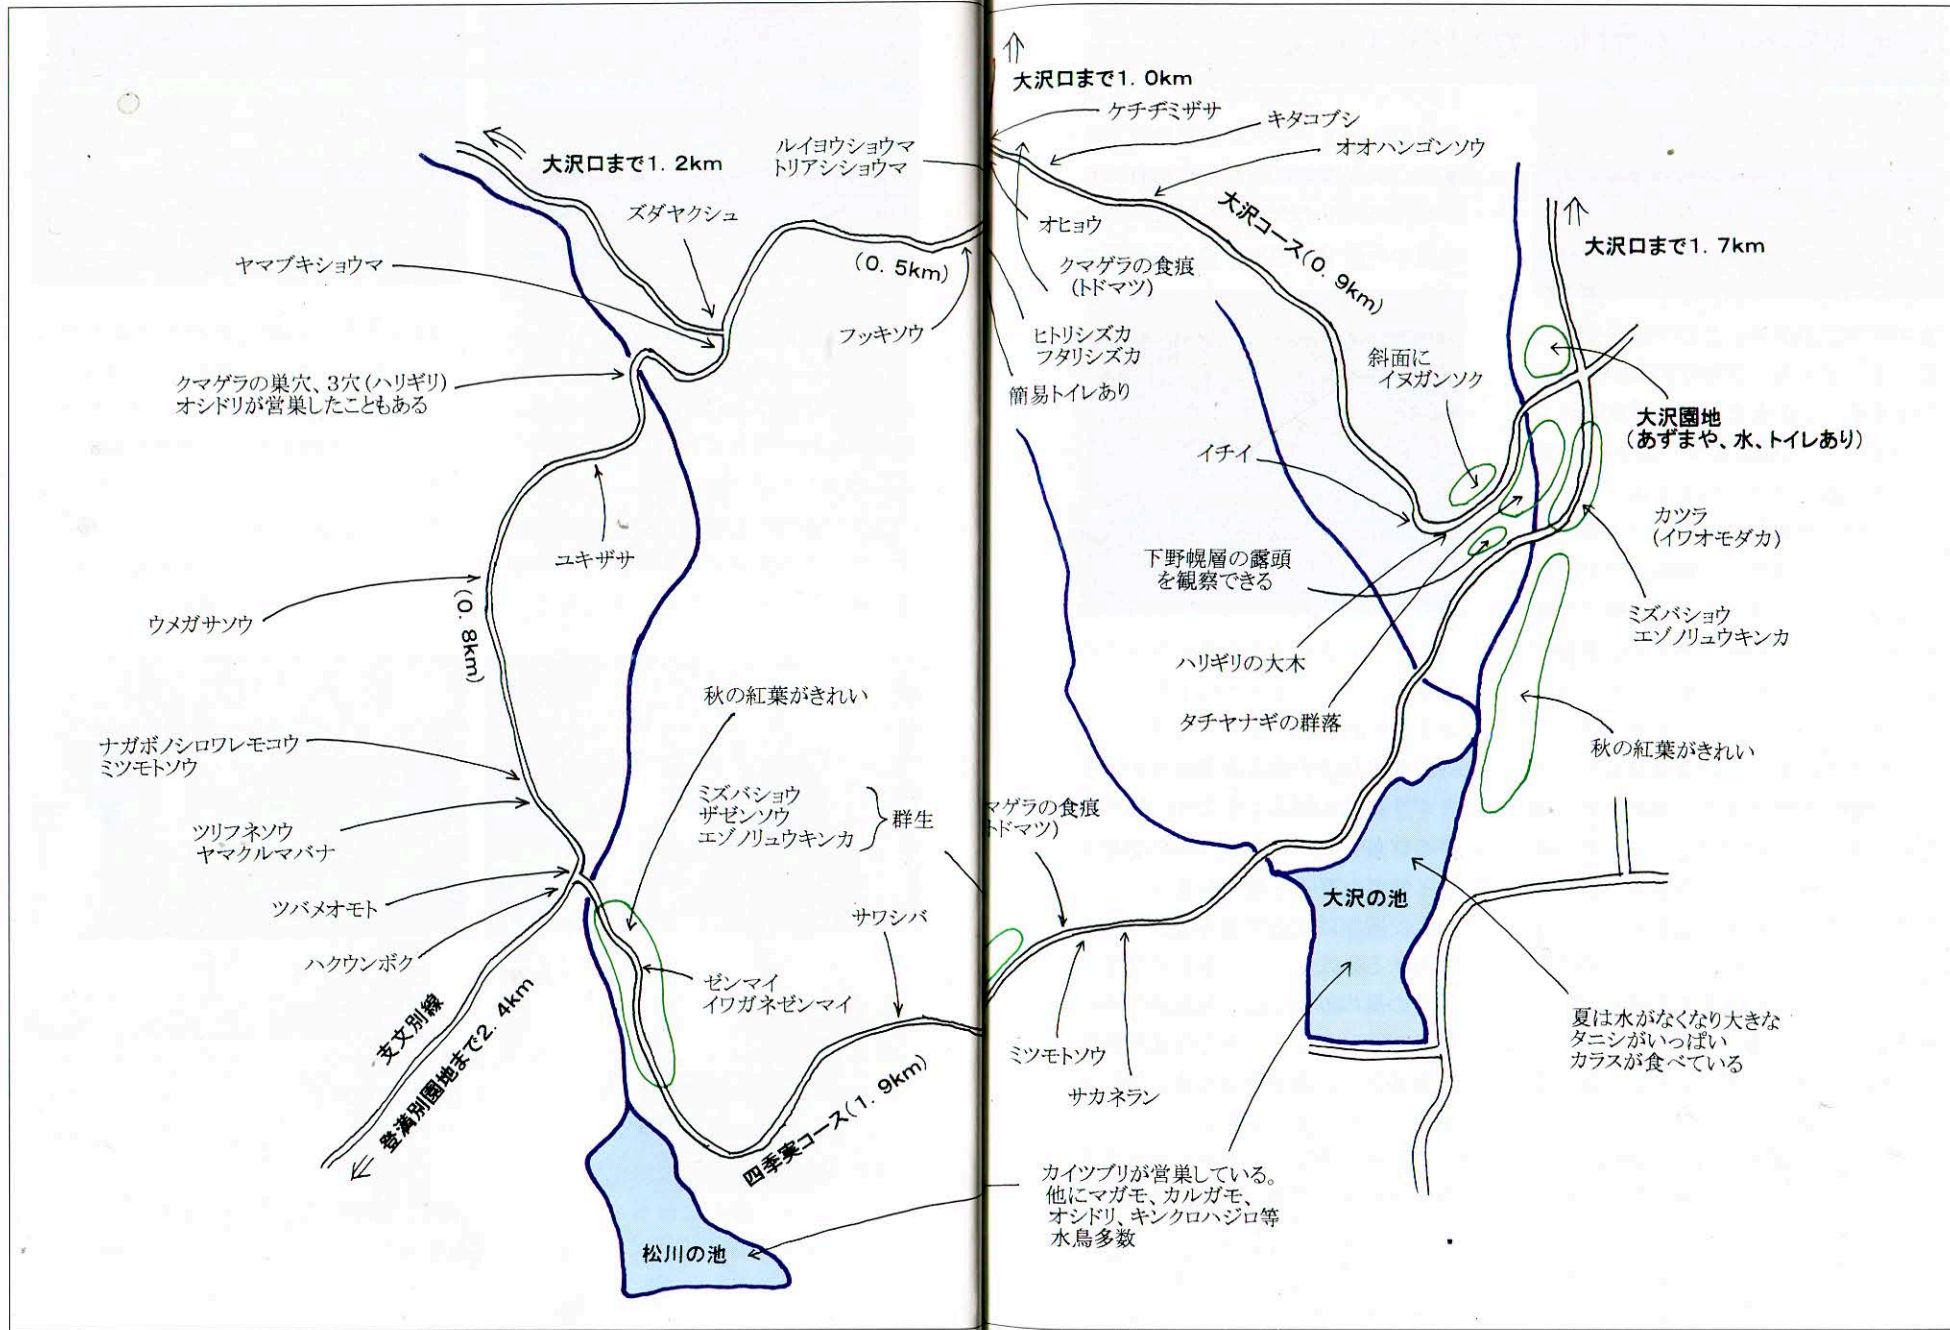 大沢口まで1.2km
ズダヤクシュ
ルイヨウショウマ
トリアシショウマ
ヤマブキショウマ
(0.5km)
フッキソウ
クマゲラの巣穴、3穴(ハリギリ)
オシドリが営巣したこともある
ユキザサ
ウメガサソウ
(0.8km)
秋の紅葉がきれい
ナガボノシロワレモコウ
ミツモトソウ
ミズバショウ
ザゼンソウ
エゾノリュウキンカ
群生
ツリフネソウ
ヤマクルマバナ
ツバメオモト
サワシバ
ハクウンボク
ゼンマイ
イワガネゼンマイ
支文別線
登満別園地まで2.4km
四季実コース(1.9km)
松川の池
大沢口まで1.0km
ケチヂミザサ
キタコブシ
オオハンゴンソウ
オヒョウ
大沢コース(0.9km)
大沢口まで1.7km
クマゲラの食痕
(トドマツ)
ヒトリシズカ
フタリシズカ
簡易トイレあり
斜面に
イヌガンソク
大沢園地
(あずまや、水、トイレあり)
イチイ
カツラ
(イワオモダカ)
下野幌層の露頭
を観察できる
ミズバショウ
エゾノリュウキンカ
ハリギリの大木
タチヤナギの群落
秋の紅葉がきれい
マゲラの食痕
トドマツ)
大沢の池
ミツモトソウ
サカネラン
夏は水がなくなり大きな
タニシがいっぱい
カラスが食べている
カイツブリが営巣している。
他にマガモ、カルガモ、
オシドリ、キンクロハジロ等
水鳥多数